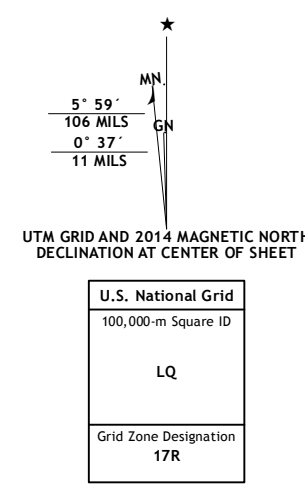 ★
MN
5° 59´
106 MILS
GN
0° 37´
11 MILS
UTM GRID AND 2014 MAGNETIC NORTH
DECLINATION AT CENTER OF SHEET
U.S. National Grid
100,000-m Square ID
LQ
Grid Zone Designation
17R